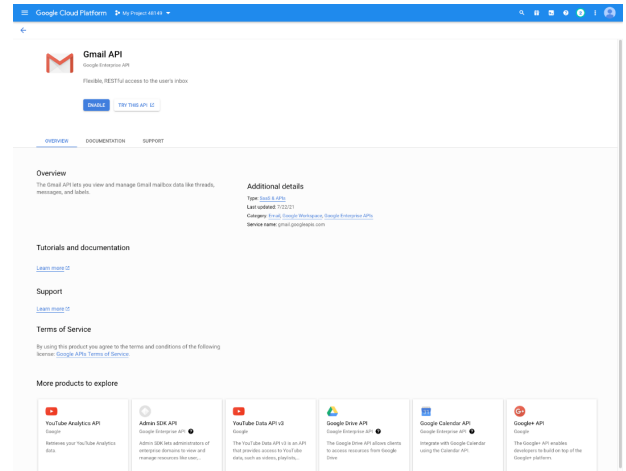 Google Cloud Platform My Project 48149
Gmail API
Google Enterprise API
Flexible, RESTful access to the user's inbox
ENABLE TRY THIS API
OVERVIEW DOCUMENTATION SUPPORT
Overview
The Gmail API lets you view and manage Gmail mailbox data like threads,
messages, and labels.
Additional details
Type: SaaS & APIs
Last updated: 7/22/21
Category: Email, Google Workspace, Google Enterprise APIs
Service name: gmail.googleapis.com
Tutorials and documentation
Learn more
Support
Learn more
Terms of Service
By using this product you agree to the terms and conditions of the following
license: Google APIs Terms of Service
More products to explore
YouTube Analytics API
Google
Retrieves your YouTube Analytics
data.
Admin SDK API
Google Enterprise API
Admin SDK lets administrators of
enterprise domains to view and
manage resources like user,...
YouTube Data API v3
Google
The YouTube Data API v3 is an API
that provides access to YouTube
data, such as videos, playlists,...
Google Drive API
Google Enterprise API
The Google Drive API allows clients
to access resources from Google
Drive
31
Google Calendar API
Google Enterprise API
Integrate with Google Calendar
using the Calendar API.
G+
Google+ API
Google
The Google+ API enables
developers to build on top of the
Google+ platform